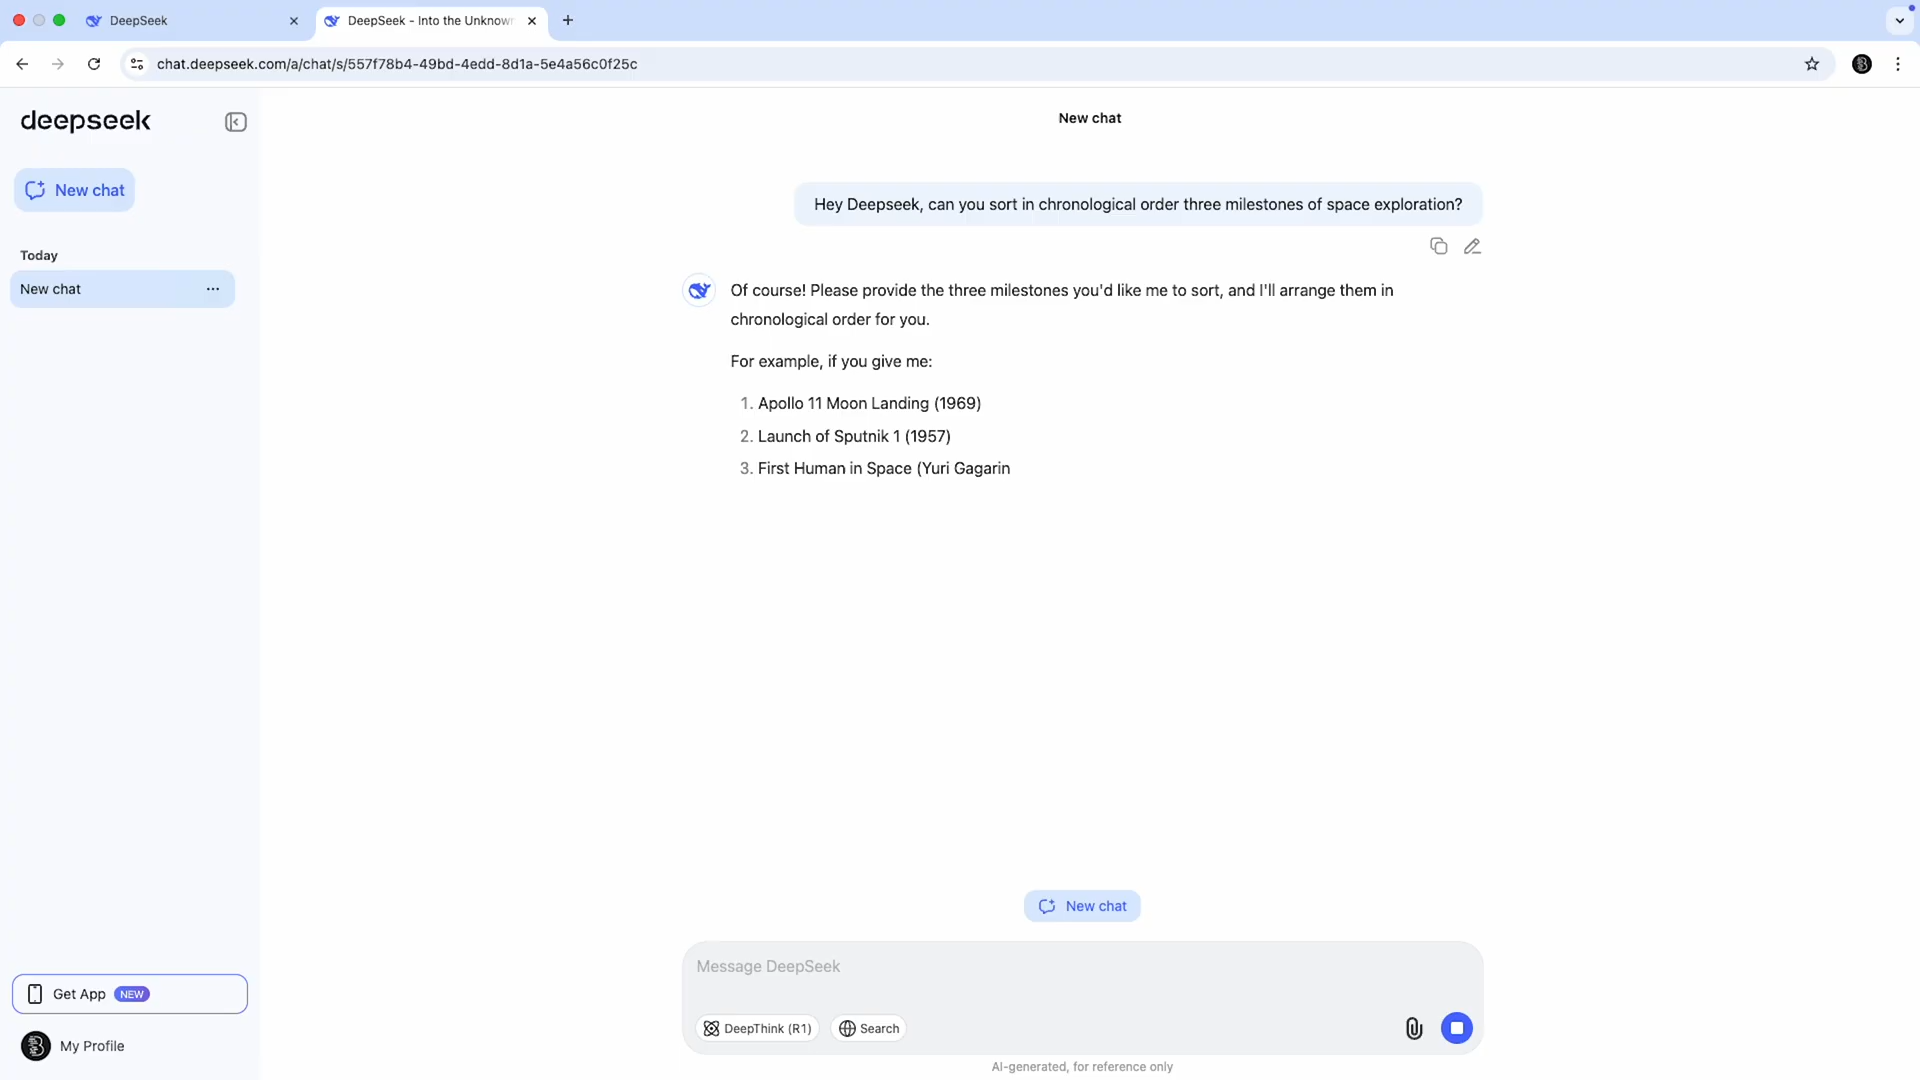 DeepSeek
DeepSeek - Into the Unknown
chat.deepseek.com/a/chat/s/557f78b4-49bd-4edd-8d1a-5e4a56c0f25c
deepseek
New chat
New chat
Today
New chat
Hey Deepseek, can you sort in chronological order three milestones of space exploration?
Of course! Please provide the three milestones you'd like me to sort, and I'll arrange them in
chronological order for you.
For example, if you give me:
1. Apollo 11 Moon Landing (1969)
2. Launch of Sputnik 1 (1957)
3. First Human in Space (Yuri Gagarin
New chat
Message DeepSeek
Get App NEW
DeepThink (R1) Search
My Profile
AI-generated, for reference only